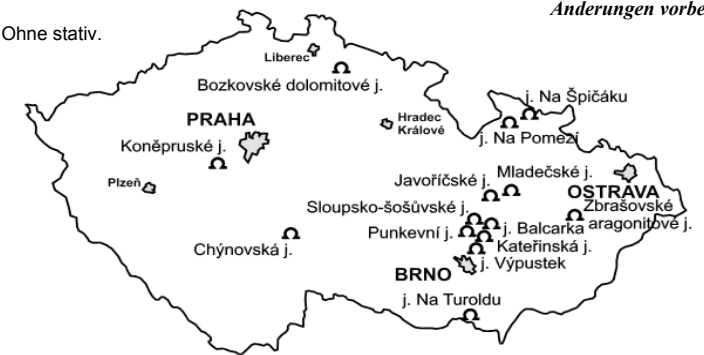 Anderungen vorbe
Ohne stativ.
Liberec
Bozkovské dolomitové j.
j. Na Špičáku
PRAHA
Hradec
Králové
j. Na Pomezí
Koněpruské j.
Javoříčské j.
Mladečské j.
Plzeň
OSTRAVA
Sloupsko-šošůvské j.
Zbrašovské
aragonitové j.
Punkevní j.
j. Balcarka
Chýnovská j.
Kateřinská j.
j. Výpustek
BRNO
j. Na Turoldu